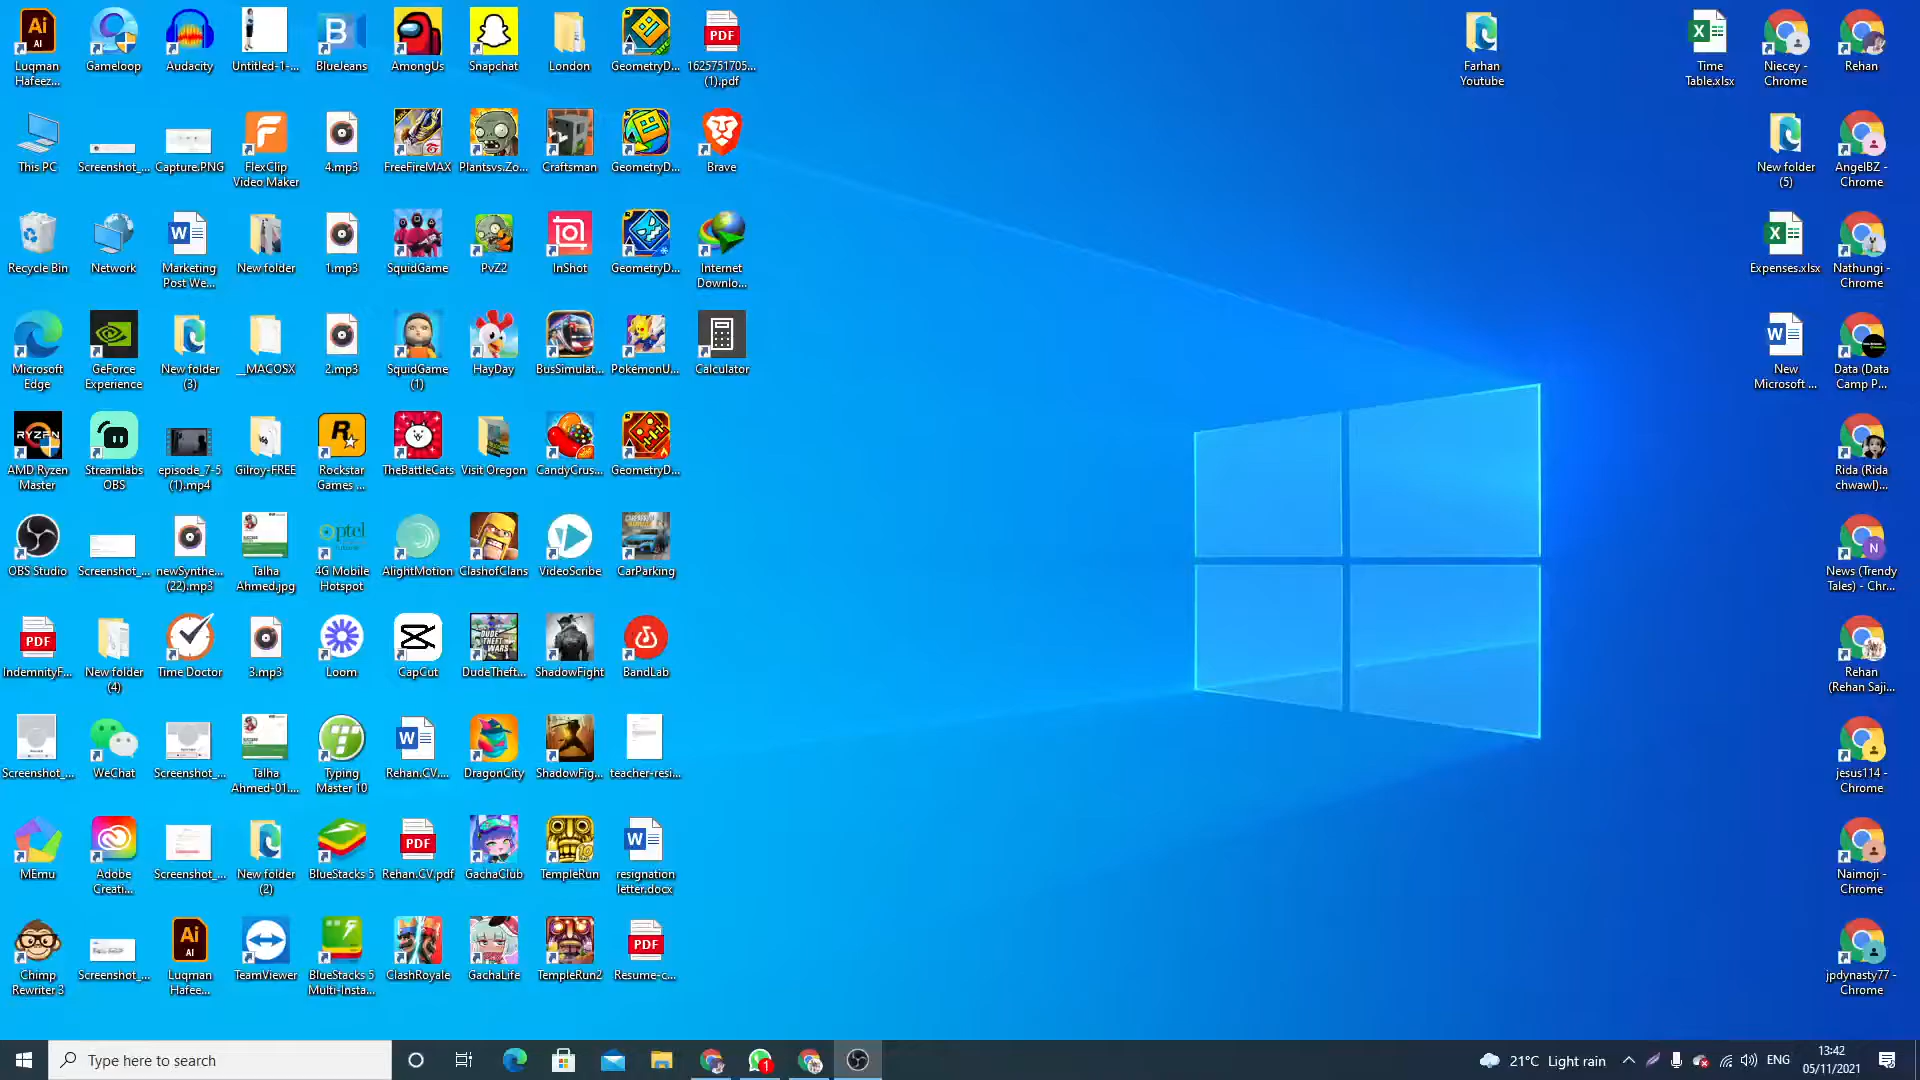 Luqman
Hafeez...
Gameloop
Audacity
Untitled-1-...
BlueJeans
AmongUs
Snapchat
London
GeometryD...
1625751705...
(1).pdf
Farhan
Youtube
Time
Table.xlsx
Niecey -
Chrome
Rehan
This PC
Screenshot_...
Capture.PNG
FlexClip
Video Maker
4.mp3
FreeFireMAX
Plantsvs.Zo...
Craftsman
GeometryD...
Brave
New folder
(5)
AngelBZ -
Chrome
Recycle Bin
Network
Marketing
Post We...
New folder
1.mp3
SquidGame
PvZ2
InShot
GeometryD...
Internet
Downlo...
Expenses.xlsx
Nathungi -
Chrome
Microsoft
Edge
GeForce
Experience
New folder
(3)
__MACOSX
2.mp3
SquidGame
(1)
HayDay
BusSimulat...
PokémonU...
Calculator
New
Microsoft ...
Data (Data
Camp P...
AMD Ryzen
Master
Streamlabs
OBS
episode_7-5
(1).mp4
Gilroy-FREE
Rockstar
Games ...
TheBattleCats
Visit Oregon
CandyCrus...
GeometryD...
Rida (Rida
chwawl)...
OBS Studio
Screenshot_...
newSynthe...
(22).mp3
Talha
Ahmed.jpg
4G Mobile
Hotspot
AlightMotion
ClashofClans
VideoScribe
CarParking
News (Trendy
Tales) - Chr...
IndemnityF...
New folder
(4)
Time Doctor
3.mp3
Loom
CapCut
DudeTheft...
ShadowFight
BandLab
Rehan
(Rehan Saji...
Screenshot_...
WeChat
Screenshot_...
Talha
Ahmed-01....
Typing
Master 10
Rehan.CV....
DragonCity
ShadowFig...
teacher-resi...
jesus114 -
Chrome
MEmu
Adobe
Creati...
Screenshot_...
New folder
(2)
BlueStacks 5
Rehan.CV.pdf
GachaClub
TempleRun
resignation
letter.docx
Naimoji -
Chrome
Chimp
Rewriter 3
Screenshot_...
Luqman
Hafee...
TeamViewer
BlueStacks 5
Multi-Insta...
ClashRoyale
GachaLife
TempleRun2
Resume-c...
jpdynasty77 -
Chrome
Type here to search
1
21°C Light rain
ENG
13:42
05/11/2021